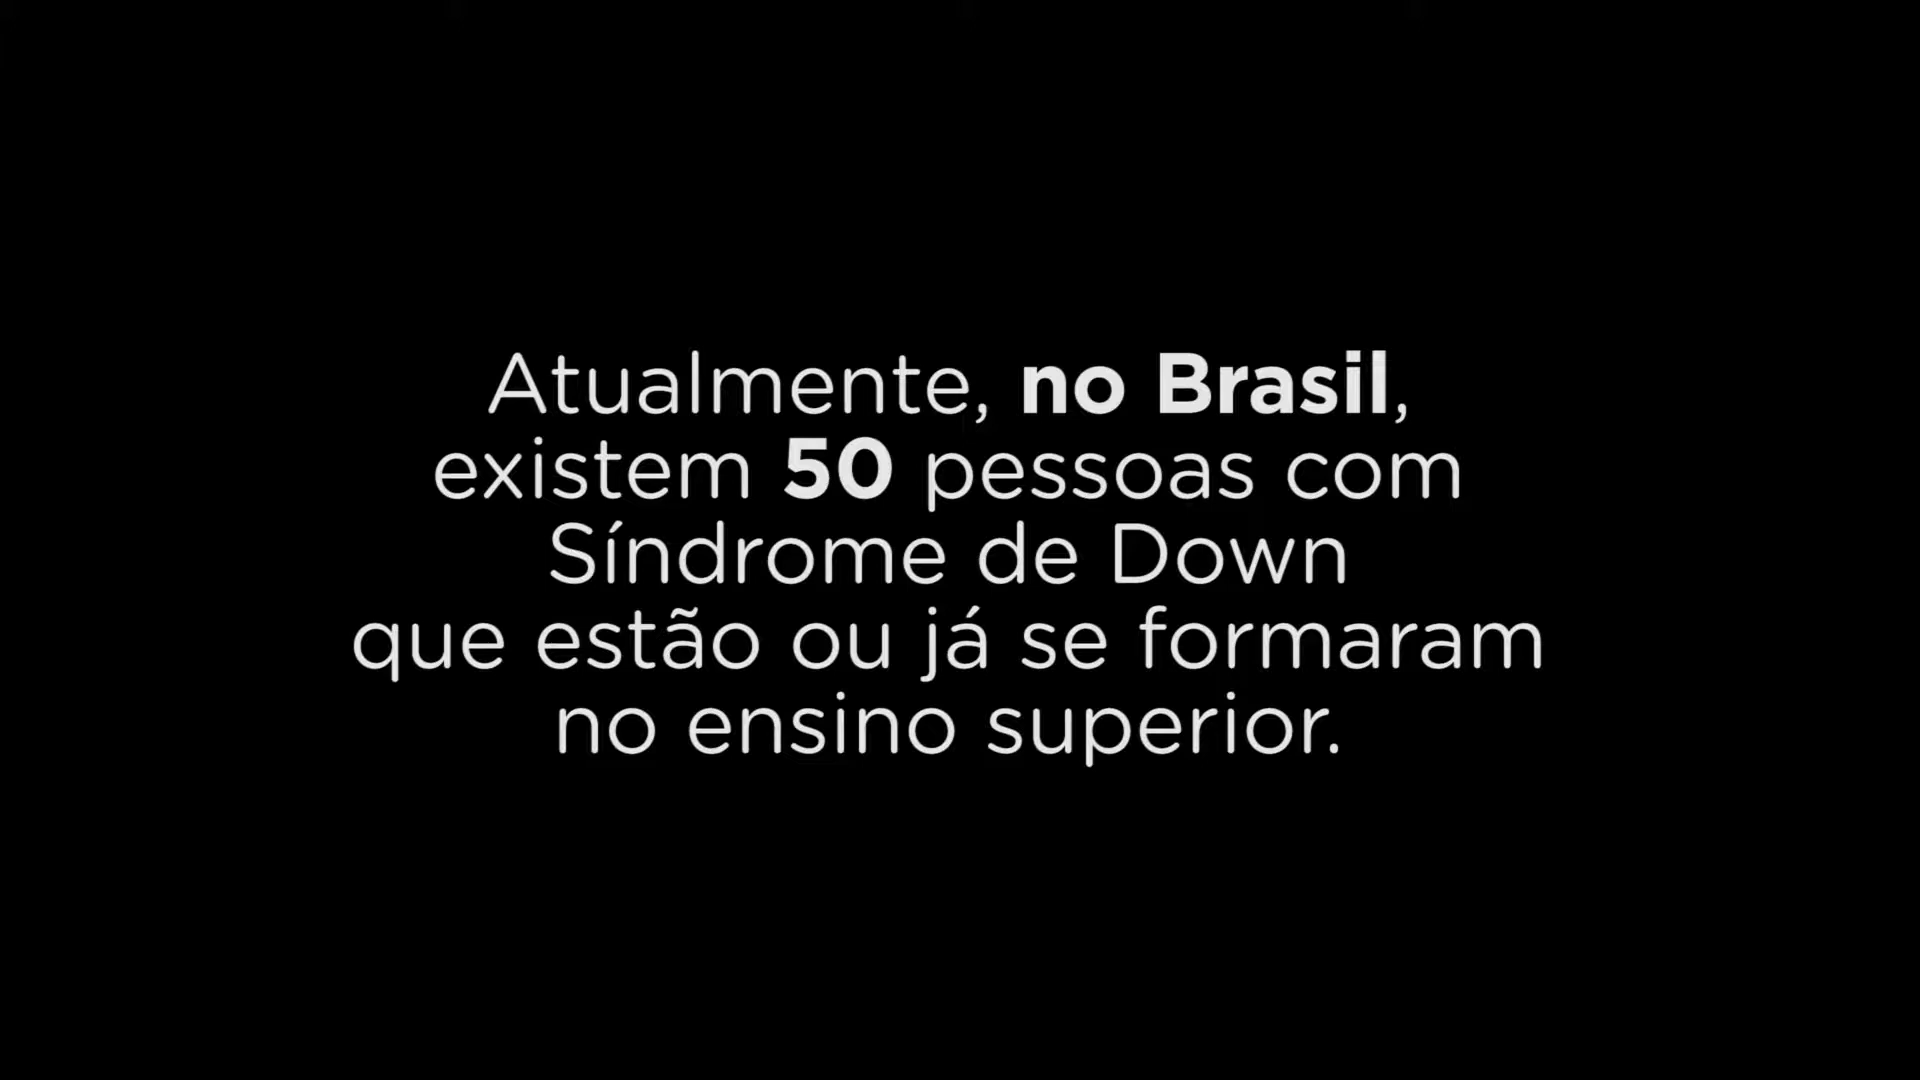 Atualmente, no Brasil,
existem 50 pessoas com
Síndrome de Down
que estão ou já se formaram
no ensino superior.